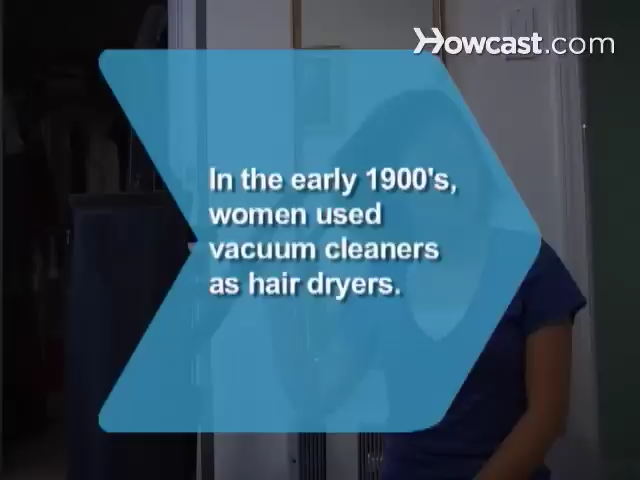 Howcast.com
In the early 1900's,
women used
vacuum cleaners
as hair dryers.